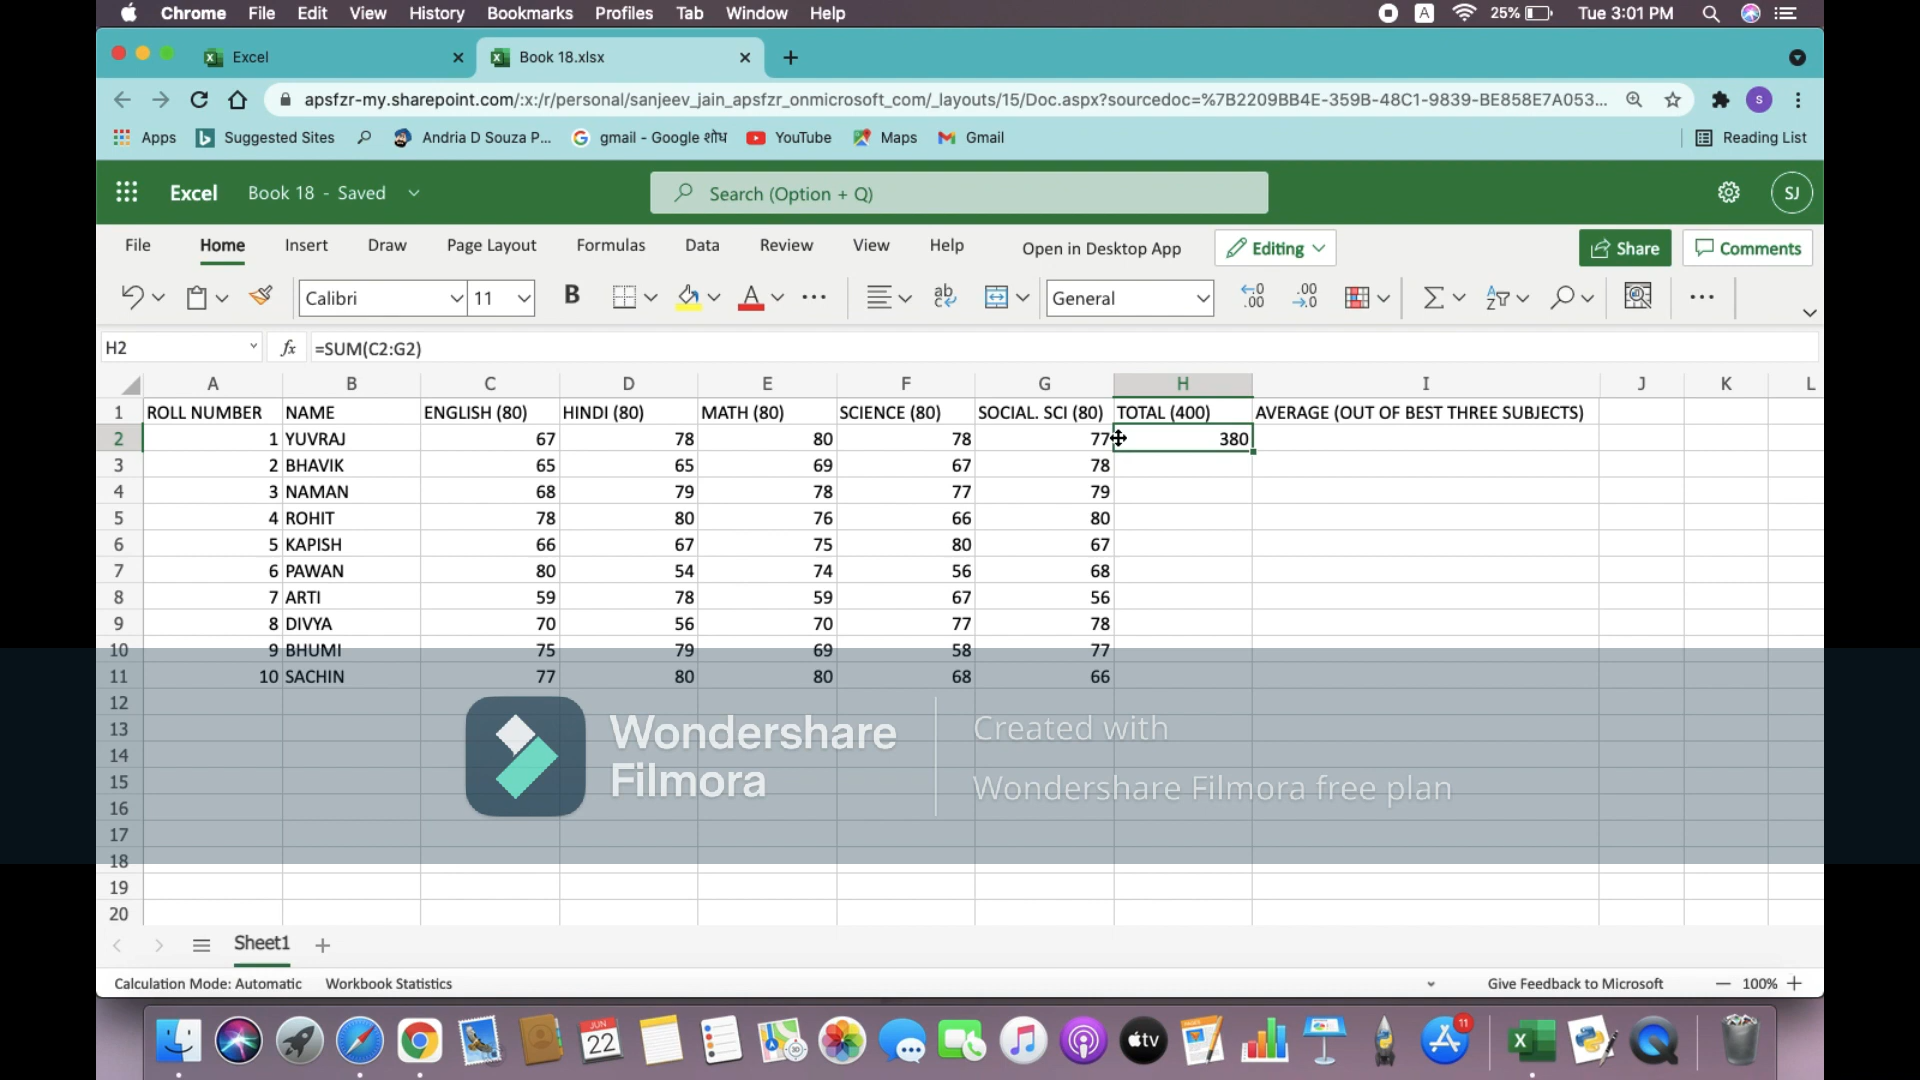 Chrome File Edit View History Bookmarks Profiles Tab Window Help A 25% Tue 3:01 PM
Excel Book 18.xlsx
apsfzr-my.sharepoint.com/:x:/r/personal/sanjeev_jain_apsfzr_onmicrosoft_com/_layouts/15/Doc.aspx?sourcedoc=%7B2209BB4E-359B-48C1-9839-BE858E7A053... s
Apps Suggested Sites Andria D Souza P... gmail - Google शोध YouTube Maps Gmail Reading List
Excel Book 18 - Saved Search (Option + Q) SJ
File Home Insert Draw Page Layout Formulas Data Review View Help Open in Desktop App Editing Share Comments
Calibri 11 B A ab General .00 .00
H2 fx =SUM(C2:G2)
A B C D E F G H I J K L
1 ROLL NUMBER NAME ENGLISH (80) HINDI (80) MATH (80) SCIENCE (80) SOCIAL. SCI (80) TOTAL (400) AVERAGE (OUT OF BEST THREE SUBJECTS)
2 1 YUVRAJ 67 78 80 78 77 380
3 2 BHAVIK 65 65 69 67 78
4 3 NAMAN 68 79 78 77 79
5 4 ROHIT 78 80 76 66 80
6 5 KAPISH 66 67 75 80 67
7 6 PAWAN 80 54 74 56 68
8 7 ARTI 59 78 59 67 56
9 8 DIVYA 70 56 70 77 78
10 9 BHUMI 75 79 69 58 77
11 10 SACHIN 77 80 80 68 66
12
13
14
15
16
17
18
19
20
Wondershare
Filmora
Created with
Wondershare Filmora free plan
Sheet1
Calculation Mode: Automatic Workbook Statistics Give Feedback to Microsoft 100%
JUN
22
tv
11